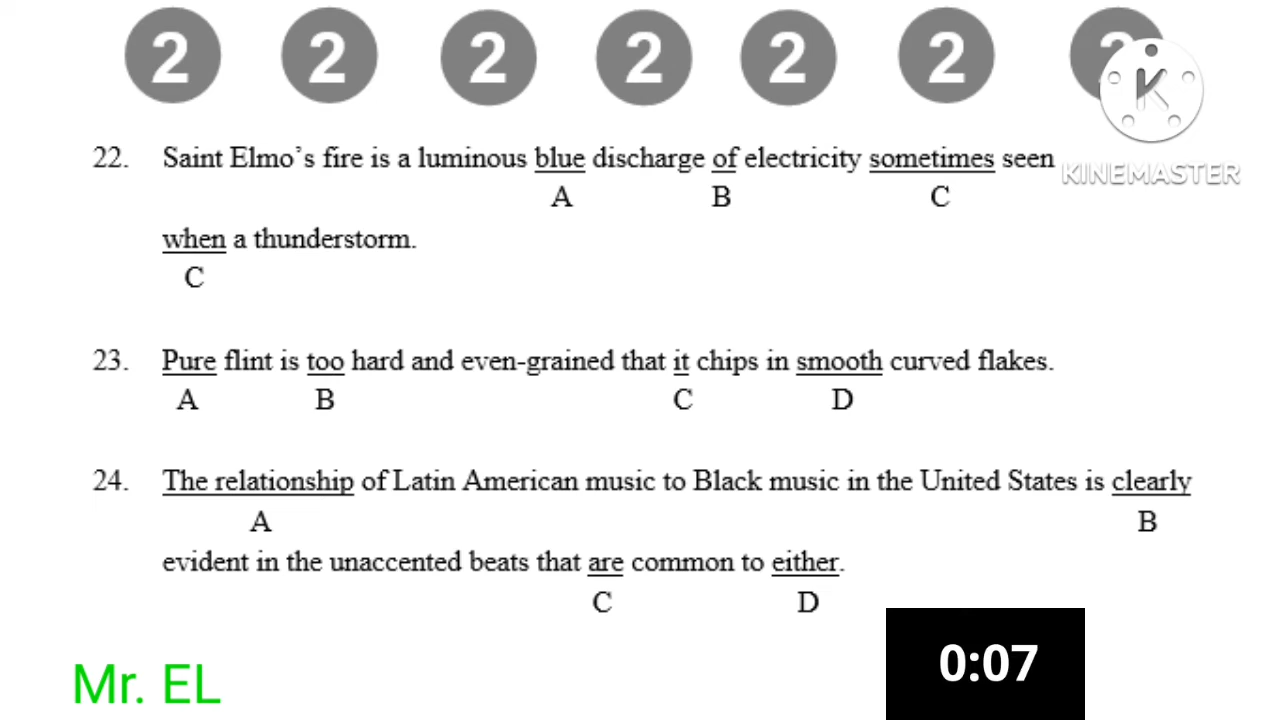 2 2 2 2 2 2 2
K
KINEMASTER
22. Saint Elmo’s fire is a luminous blue discharge of electricity sometimes seen
A B C
when a thunderstorm.
C
23. Pure flint is too hard and even-grained that it chips in smooth curved flakes.
A B C D
24. The relationship of Latin American music to Black music in the United States is clearly
A B
evident in the unaccented beats that are common to either.
C D
Mr. EL
0:07